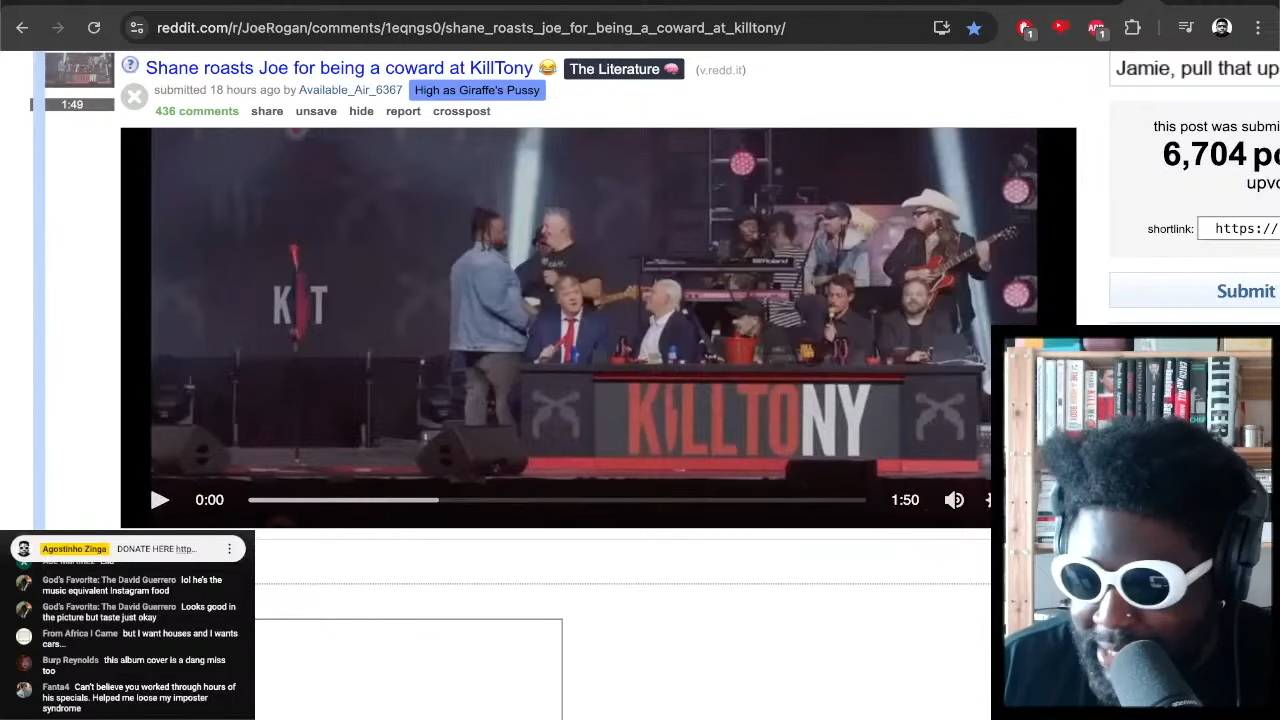 reddit.com/r/JoeRogan/comments/1eqngs0/shane_roasts_joe_for_being_a_coward_at_killtony/
1
1
Shane roasts Joe for being a coward at KillTony 😂 The Literature 🧠 (v.redd.it)
1:49
submitted 18 hours ago by Available_Air_6367 High as Giraffe's Pussy
436 comments share unsave hide report crosspost
Jamie, pull that up
this post was submi
6,704 po
upvo
shortlink: https://
Submit
K T
Roland
KILLTONY
0:00
1:50
HITLER
Agostinho Zinga DONATE HERE http...
God's Favorite: The David Guerrero lol he's the
music equivalent Instagram food
God's Favorite: The David Guerrero Looks good in
the picture but taste just okay
From Africa I Came but I want houses and I wants
cars...
Burp Reynolds this album cover is a dang miss
too
Fanta4 Can't believe you worked through hours of
his specials. Helped me loose my imposter
syndrome